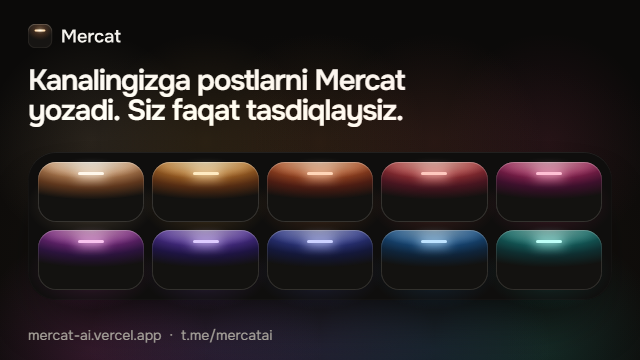 Mercat
Kanalingizga postlarni Mercat
yozadi. Siz faqat tasdiqlaysiz.
mercat-ai.vercel.app · t.me/mercatai